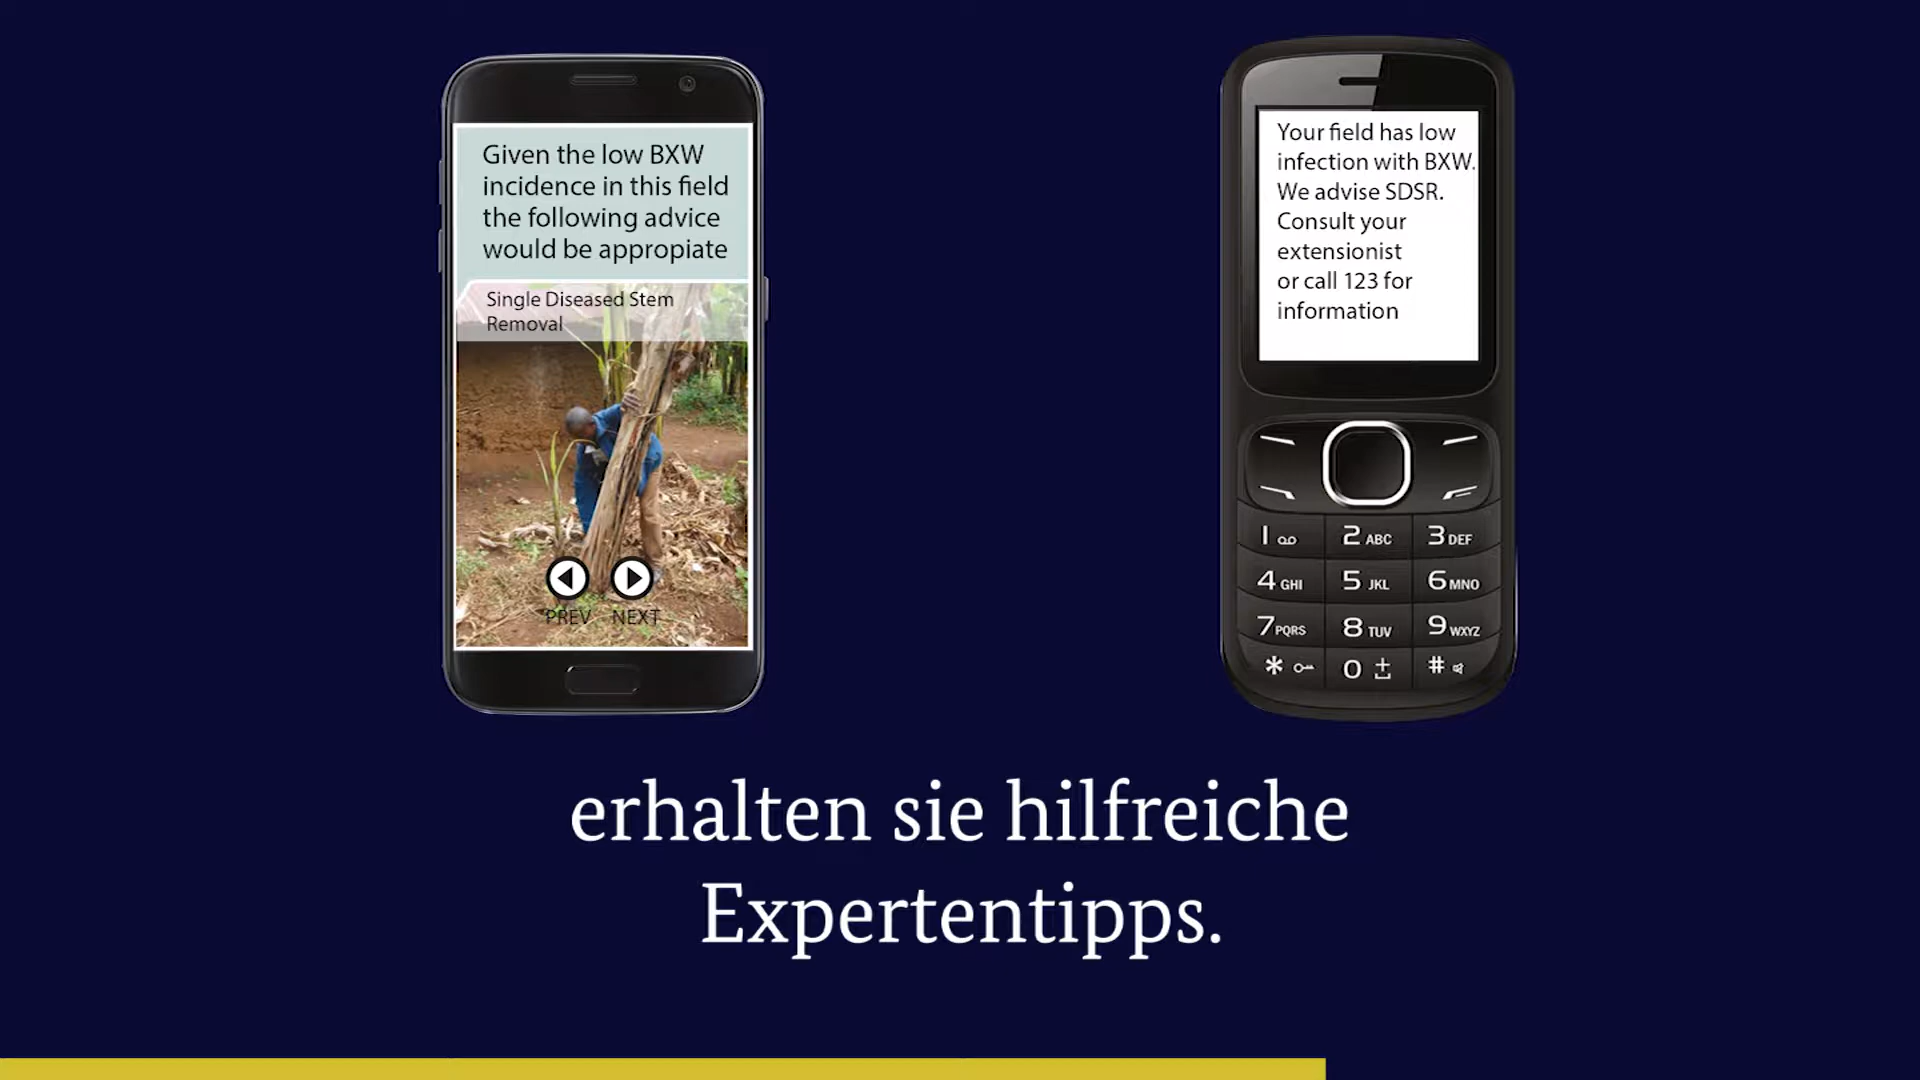 Given the low BXW
incidence in this field
the following advice
would be appropiate
Single Diseased Stem
Removal
PREV NEXT
Your field has low
infection with BXW.
We advise SDSR.
Consult your
extensionist
or call 123 for
information
1 2 ABC 3 DEF
4 GHI 5 JKL 6 MNO
7 PQRS 8 TUV 9 WXYZ
* 0 + #
erhalten sie hilfreiche
Expertentipps.